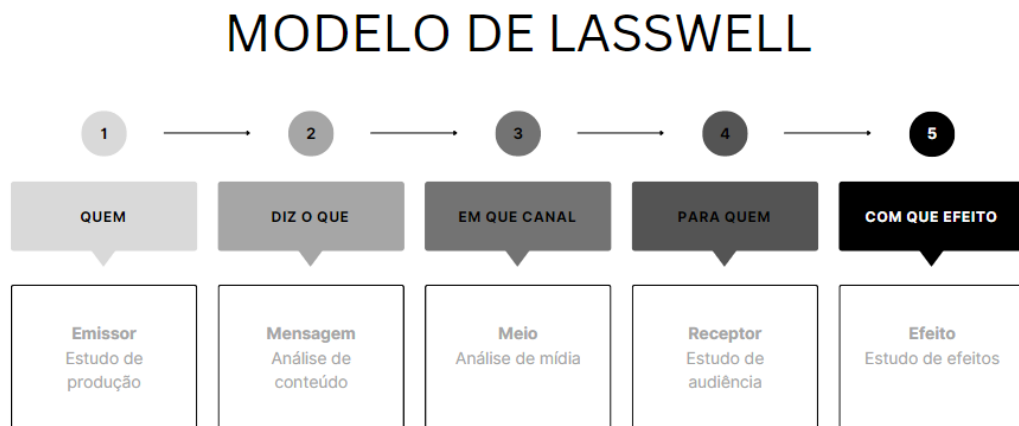 MODELO DE LASSWELL
1
2
3
4
5
QUEM
DIZ O QUE
EM QUE CANAL
PARA QUEM
COM QUE EFEITO
Emissor
Estudo de
produção
Mensagem
Análise de
conteúdo
Meio
Análise de mídia
Receptor
Estudo de
audiência
Efeito
Estudo de efeitos